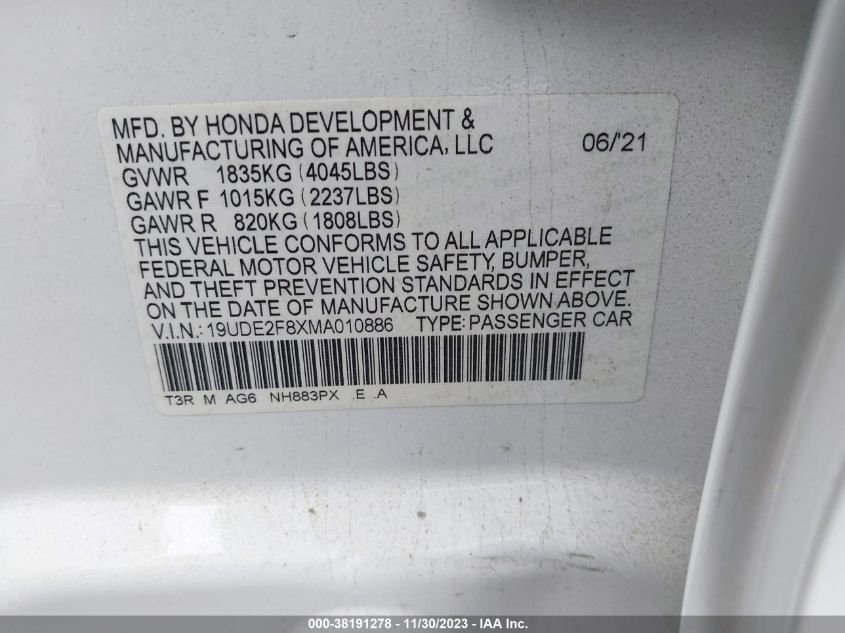 MFD. BY HONDA DEVELOPMENT &
MANUFACTURING OF AMERICA, LLC 06/'21
GVWR 1835KG (4045LBS)
GAWR F 1015KG (2237LBS)
GAWR R 820KG (1808LBS)
THIS VEHICLE CONFORMS TO ALL APPLICABLE
FEDERAL MOTOR VEHICLE SAFETY, BUMPER,
AND THEFT PREVENTION STANDARDS IN EFFECT
ON THE DATE OF MANUFACTURE SHOWN ABOVE.
V.I.N.: 19UDE2F8XMA010886 TYPE: PASSENGER CAR
T3R M AG6 NH883PX .E .A
000-38191278 - 11/30/2023 - IAA Inc.